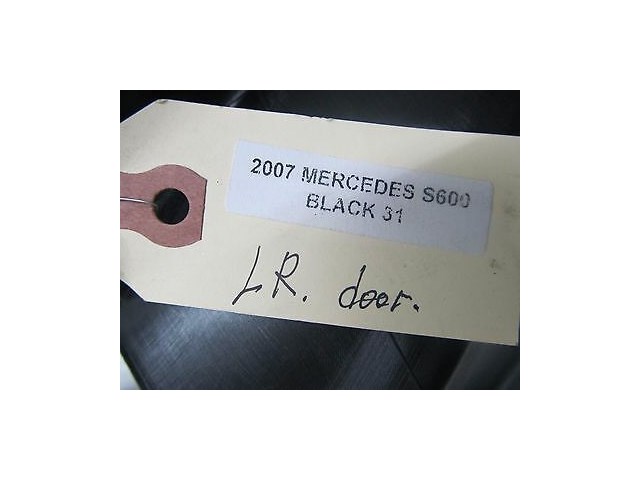 2007 MERCEDES S600
BLACK 31
LR. door.